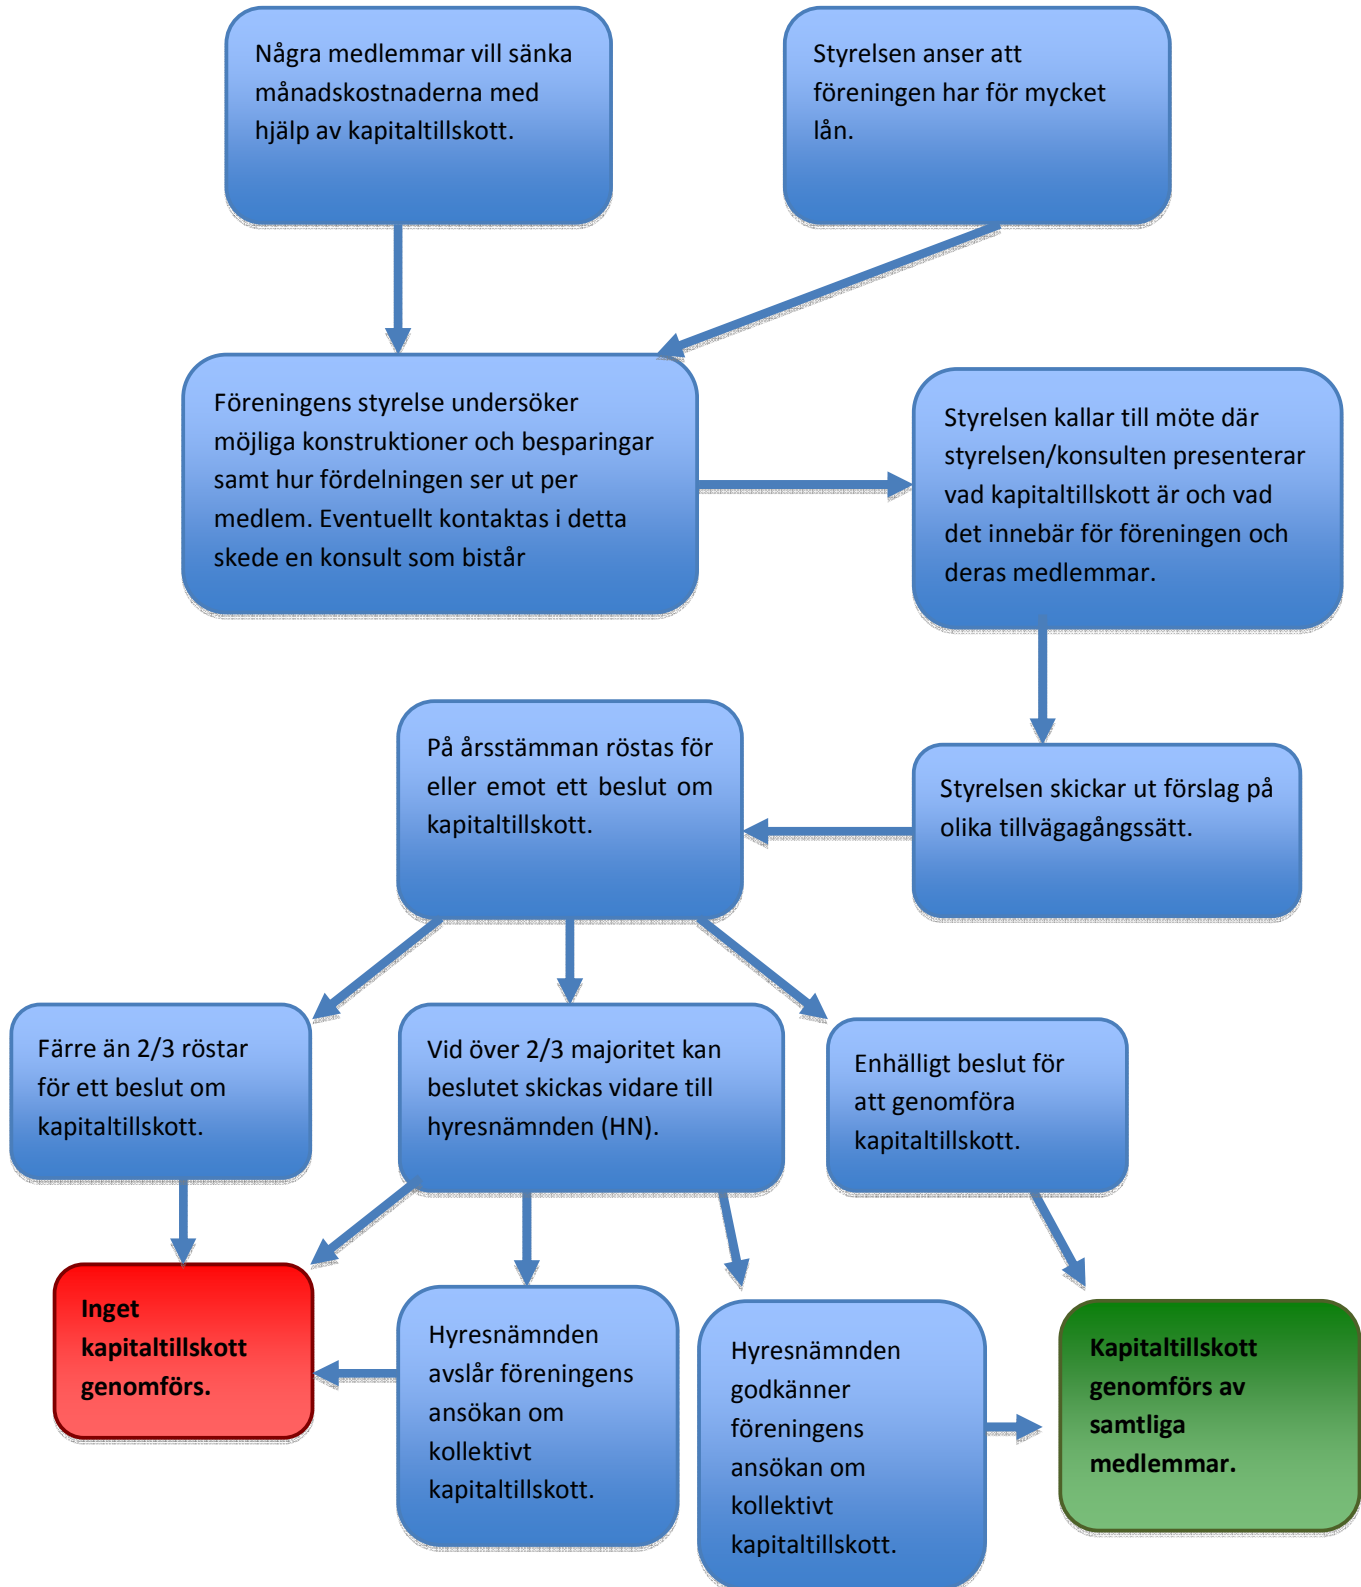 Några medlemmar vill sänka
månadskostnaderna med
hjälp av kapitaltillskott.
Styrelsen anser att
föreningen har för mycket
lån.
Föreningens styrelse undersöker
möjliga konstruktioner och besparingar
samt hur fördelningen ser ut per
medlem. Eventuellt kontaktas i detta
skede en konsult som bistår
Styrelsen kallar till möte där
styrelsen/konsulten presenterar
vad kapitaltillskott är och vad
det innebär för föreningen och
deras medlemmar.
Styrelsen skickar ut förslag på
olika tillvägagångssätt.
På årsstämman röstas för
eller emot ett beslut om
kapitaltillskott.
Färre än 2/3 röstar
för ett beslut om
kapitaltillskott.
Vid över 2/3 majoritet kan
beslutet skickas vidare till
hyresnämnden (HN).
Enhälligt beslut för
att genomföra
kapitaltillskott.
Inget
kapitaltillskott
genomförs.
Hyresnämnden
avslår föreningens
ansökan om
kollektivt
kapitaltillskott.
Hyresnämnden
godkänner
föreningens
ansökan om
kollektivt
kapitaltillskott.
Kapitaltillskott
genomförs av
samtliga
medlemmar.